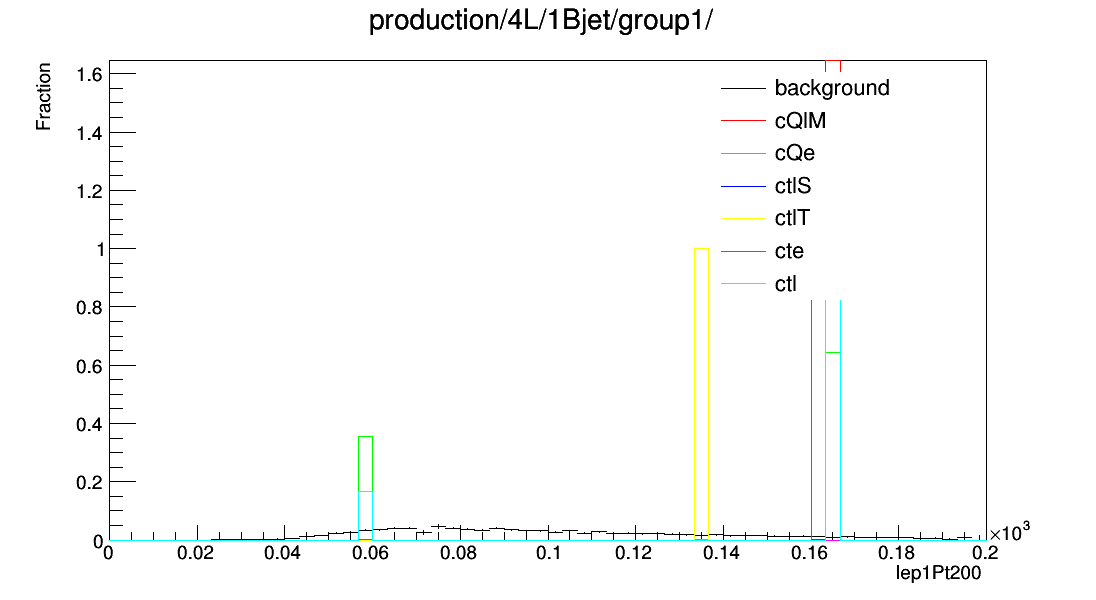 production/4L/1Bjet/group1/
Fraction
1.6
1.4
1.2
1
0.8
0.6
0.4
0.2
0
background
cQlM
cQe
ctlS
ctlT
cte
ctl
0 0.02 0.04 0.06 0.08 0.1 0.12 0.14 0.16 0.18 0.2
×10³
lep1Pt200